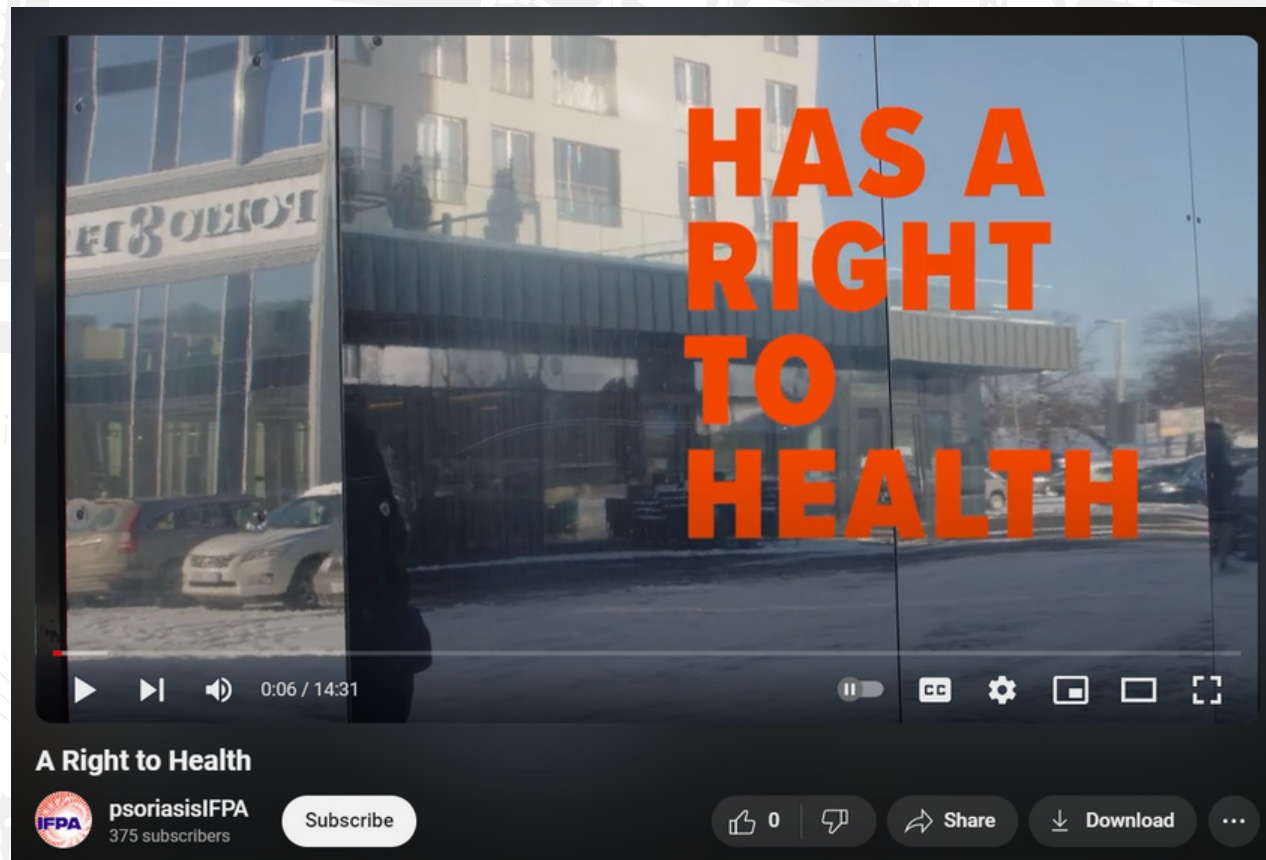 HAS A
RIGHT
TO
HEALTH
0:06 / 14:31
CC
A Right to Health
IFPA
psoriasisIFPA
375 subscribers
Subscribe
0
Share
Download